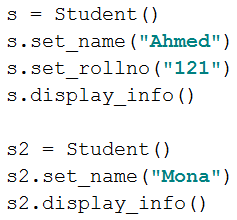 s = Student()
s.set_name("Ahmed")
s.set_rollno("121")
s.display_info()
s2 = Student()
s2.set_name("Mona")
s2.display_info()